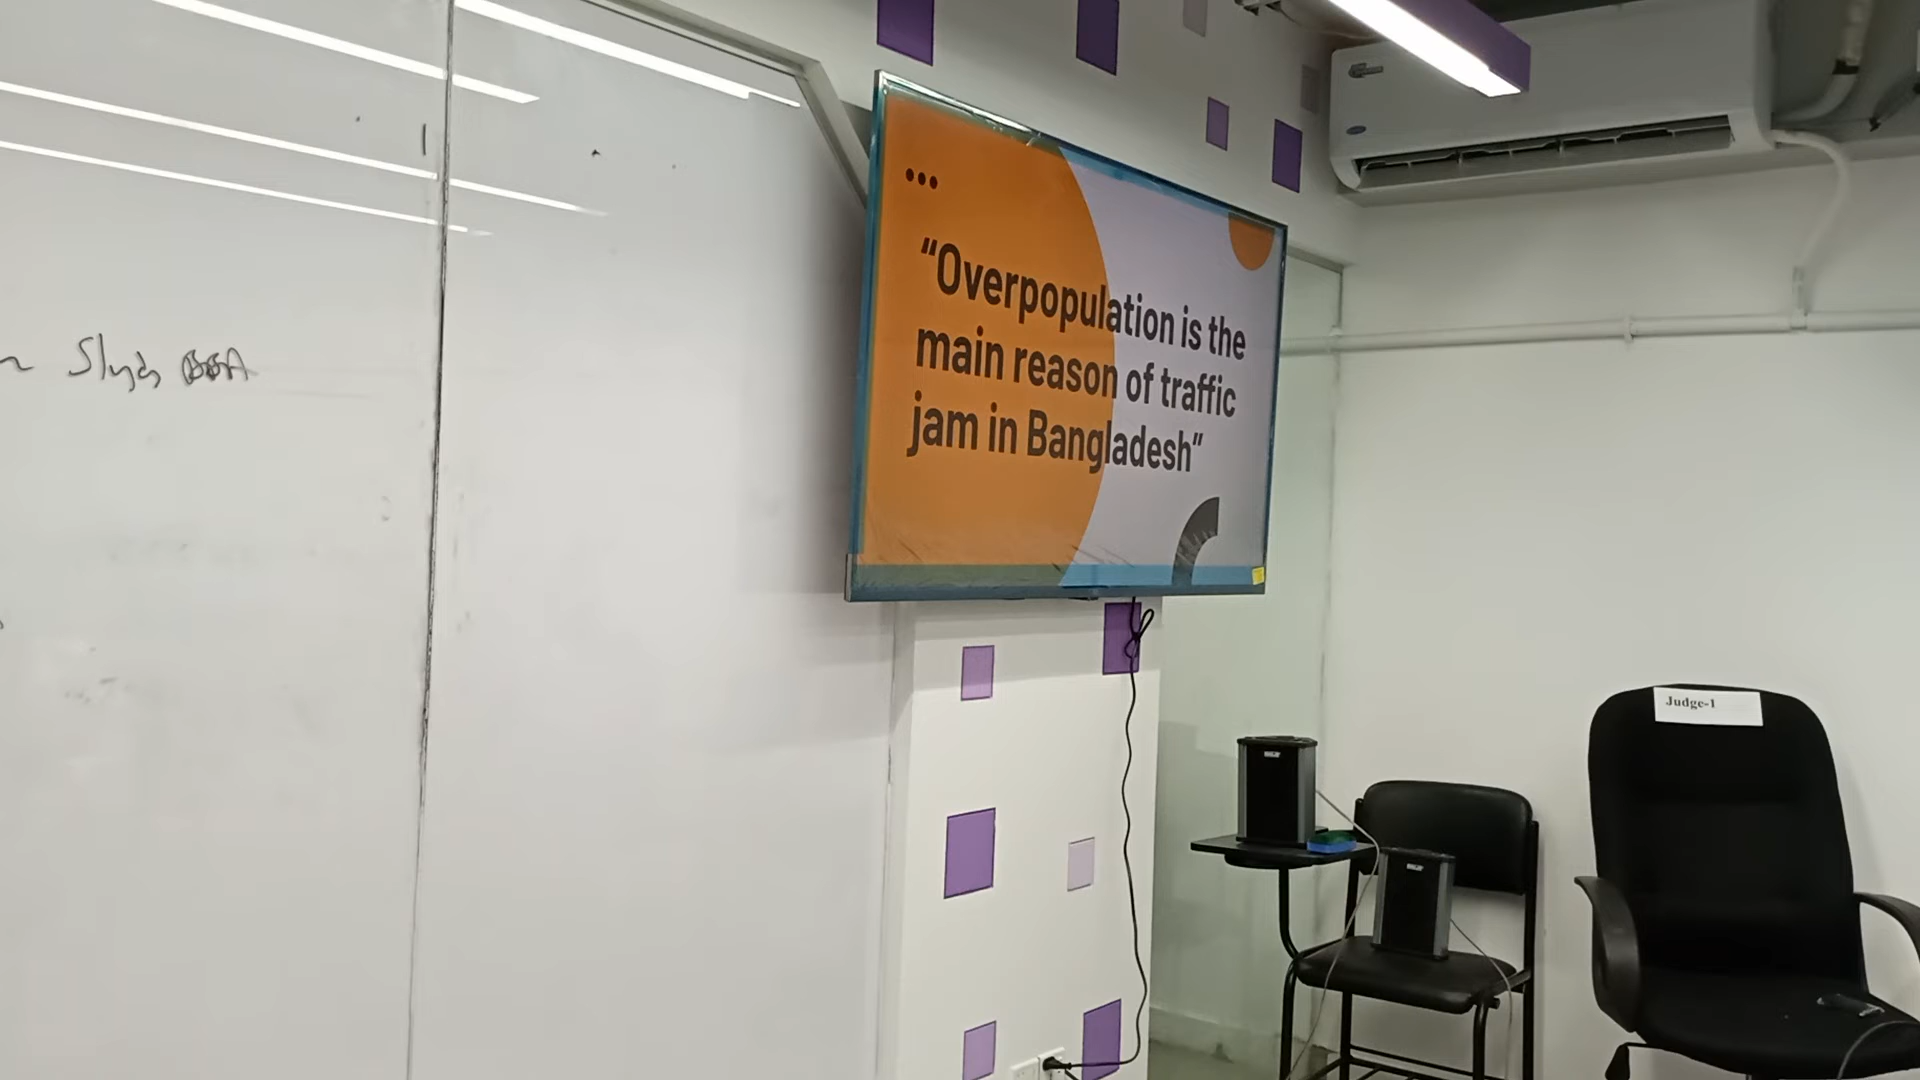 “Overpopulation is the
main reason of traffic
jam in Bangladesh”
Judge-1